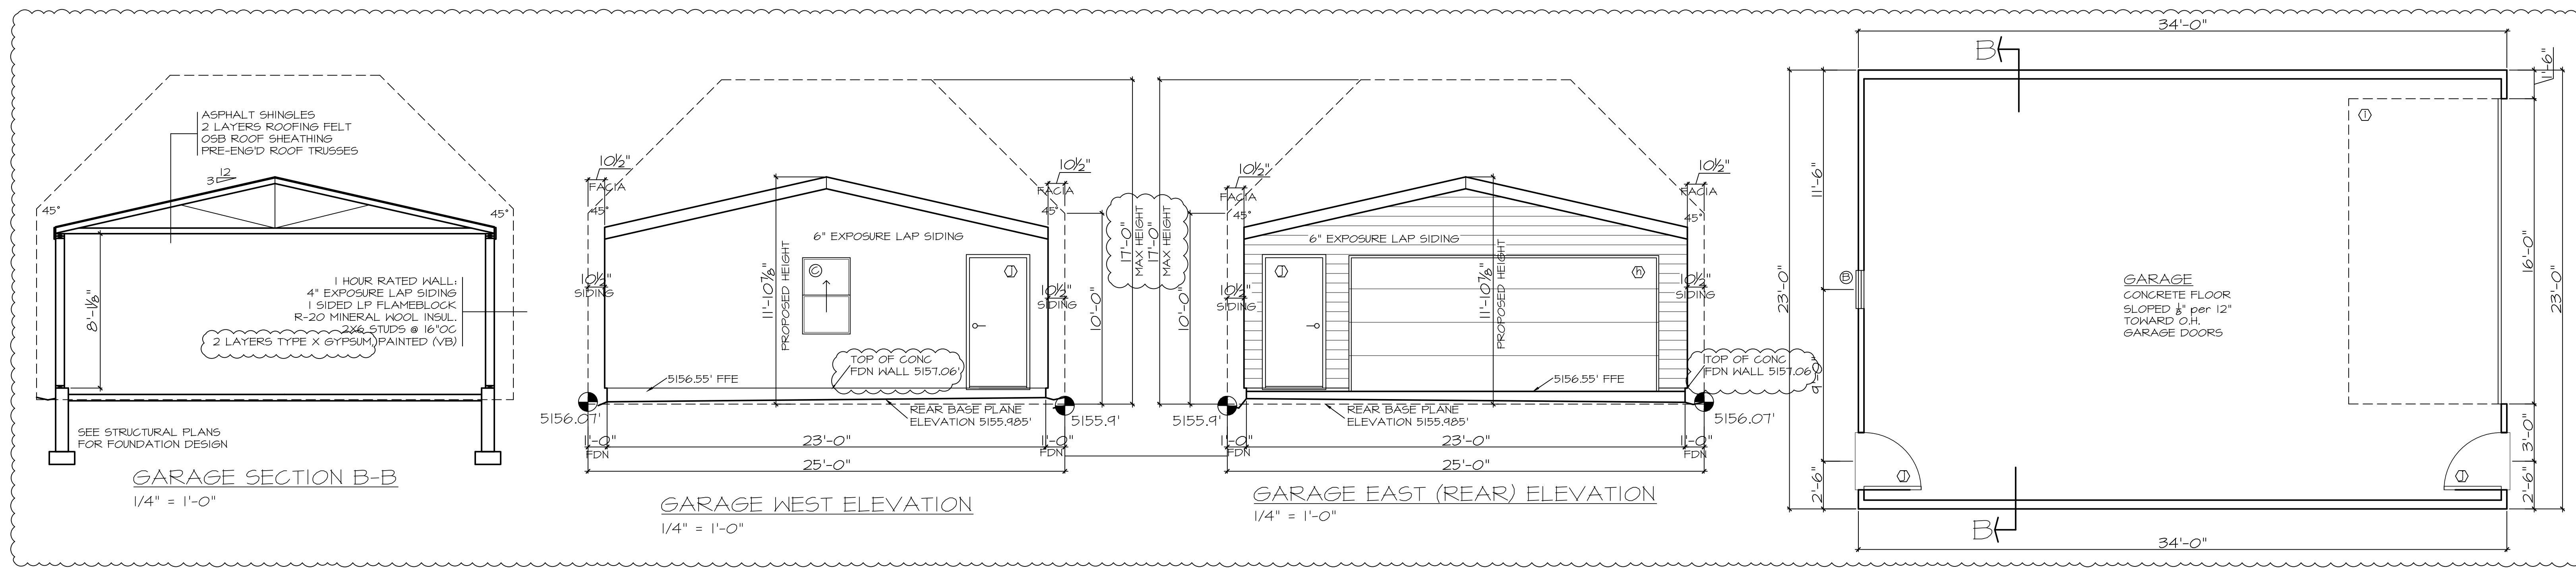 ASPHALT SHINGLES
2 LAYERS ROOFING FELT
OSB ROOF SHEATHING
PRE-ENG'D ROOF TRUSSES
12
3
45°
45°
8'-1⅛"
1 HOUR RATED WALL:
4" EXPOSURE LAP SIDING
1 SIDED LP FLAMEBLOCK
R-20 MINERAL WOOL INSUL.
2X6 STUDS @ 16"OC
2 LAYERS TYPE X GYPSUM, PAINTED (VB)
SEE STRUCTURAL PLANS
FOR FOUNDATION DESIGN
GARAGE SECTION B-B
1/4" = 1'-0"
10½"
FACIA
45°
10½"
FACIA
45°
10½"
SIDING
10½"
SIDING
11'-10⅞"
PROPOSED HEIGHT
6" EXPOSURE LAP SIDING
C
J
TOP OF CONC
FDN WALL 5157.06'
5156.55' FFE
REAR BASE PLANE
ELEVATION 5155.985'
5156.07'
5155.9'
10'-0"
17'-0"
MAX HEIGHT
1'-0"
FDN
23'-0"
1'-0"
FDN
25'-0"
GARAGE WEST ELEVATION
1/4" = 1'-0"
17'-0"
MAX HEIGHT
10'-0"
10½"
FACIA
45°
10½"
FACIA
45°
10½"
SIDING
10½"
SIDING
6" EXPOSURE LAP SIDING
11'-10⅞"
PROPOSED HEIGHT
J
h
TOP OF CONC
FDN WALL 5157.06'
5156.55' FFE
REAR BASE PLANE
ELEVATION 5155.985'
5155.9'
5156.07'
1'-0"
FDN
23'-0"
1'-0"
FDN
25'-0"
GARAGE EAST (REAR) ELEVATION
1/4" = 1'-0"
34'-0"
B
1'-6"
i
11'-6"
23'-0"
B
9'-0"
2'-6"
GARAGE
CONCRETE FLOOR
SLOPED ⅛" per 12"
TOWARD O.H.
GARAGE DOORS
16'-0"
23'-0"
3'-0"
2'-6"
J
J
B
34'-0"